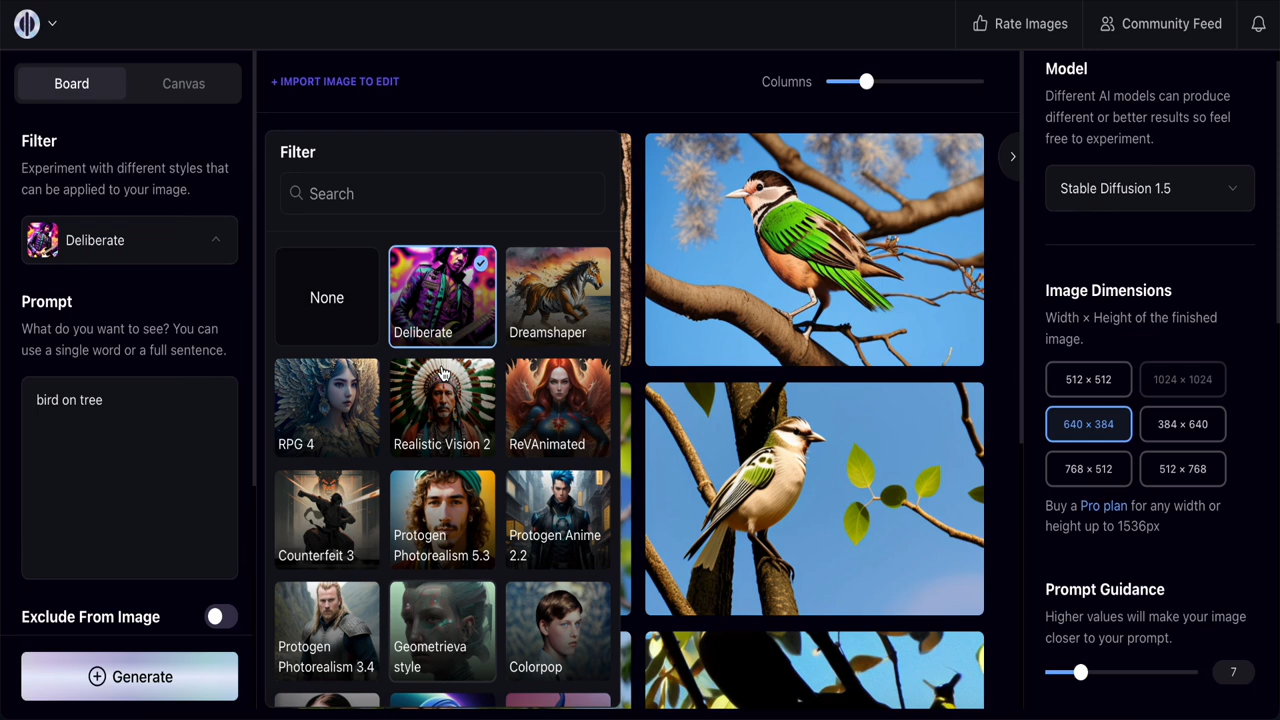 Rate Images
Community Feed
Board
Canvas
+ IMPORT IMAGE TO EDIT
Columns
Filter
Experiment with different styles that
can be applied to your image.
Deliberate
Prompt
What do you want to see? You can
use a single word or a full sentence.
bird on tree
Exclude From Image
Generate
Filter
Search
None
Deliberate
Dreamshaper
RPG 4
Realistic Vision 2
ReVAnimated
Counterfeit 3
Protogen
Photorealism 5.3
Protogen Anime
2.2
Protogen
Photorealism 3.4
Geometrieva
style
Colorpop
Model
Different AI models can produce
different or better results so feel
free to experiment.
Stable Diffusion 1.5
Image Dimensions
Width × Height of the finished
image.
512 × 512
1024 × 1024
640 × 384
384 × 640
768 × 512
512 × 768
Buy a Pro plan for any width or
height up to 1536px
Prompt Guidance
Higher values will make your image
closer to your prompt.
7